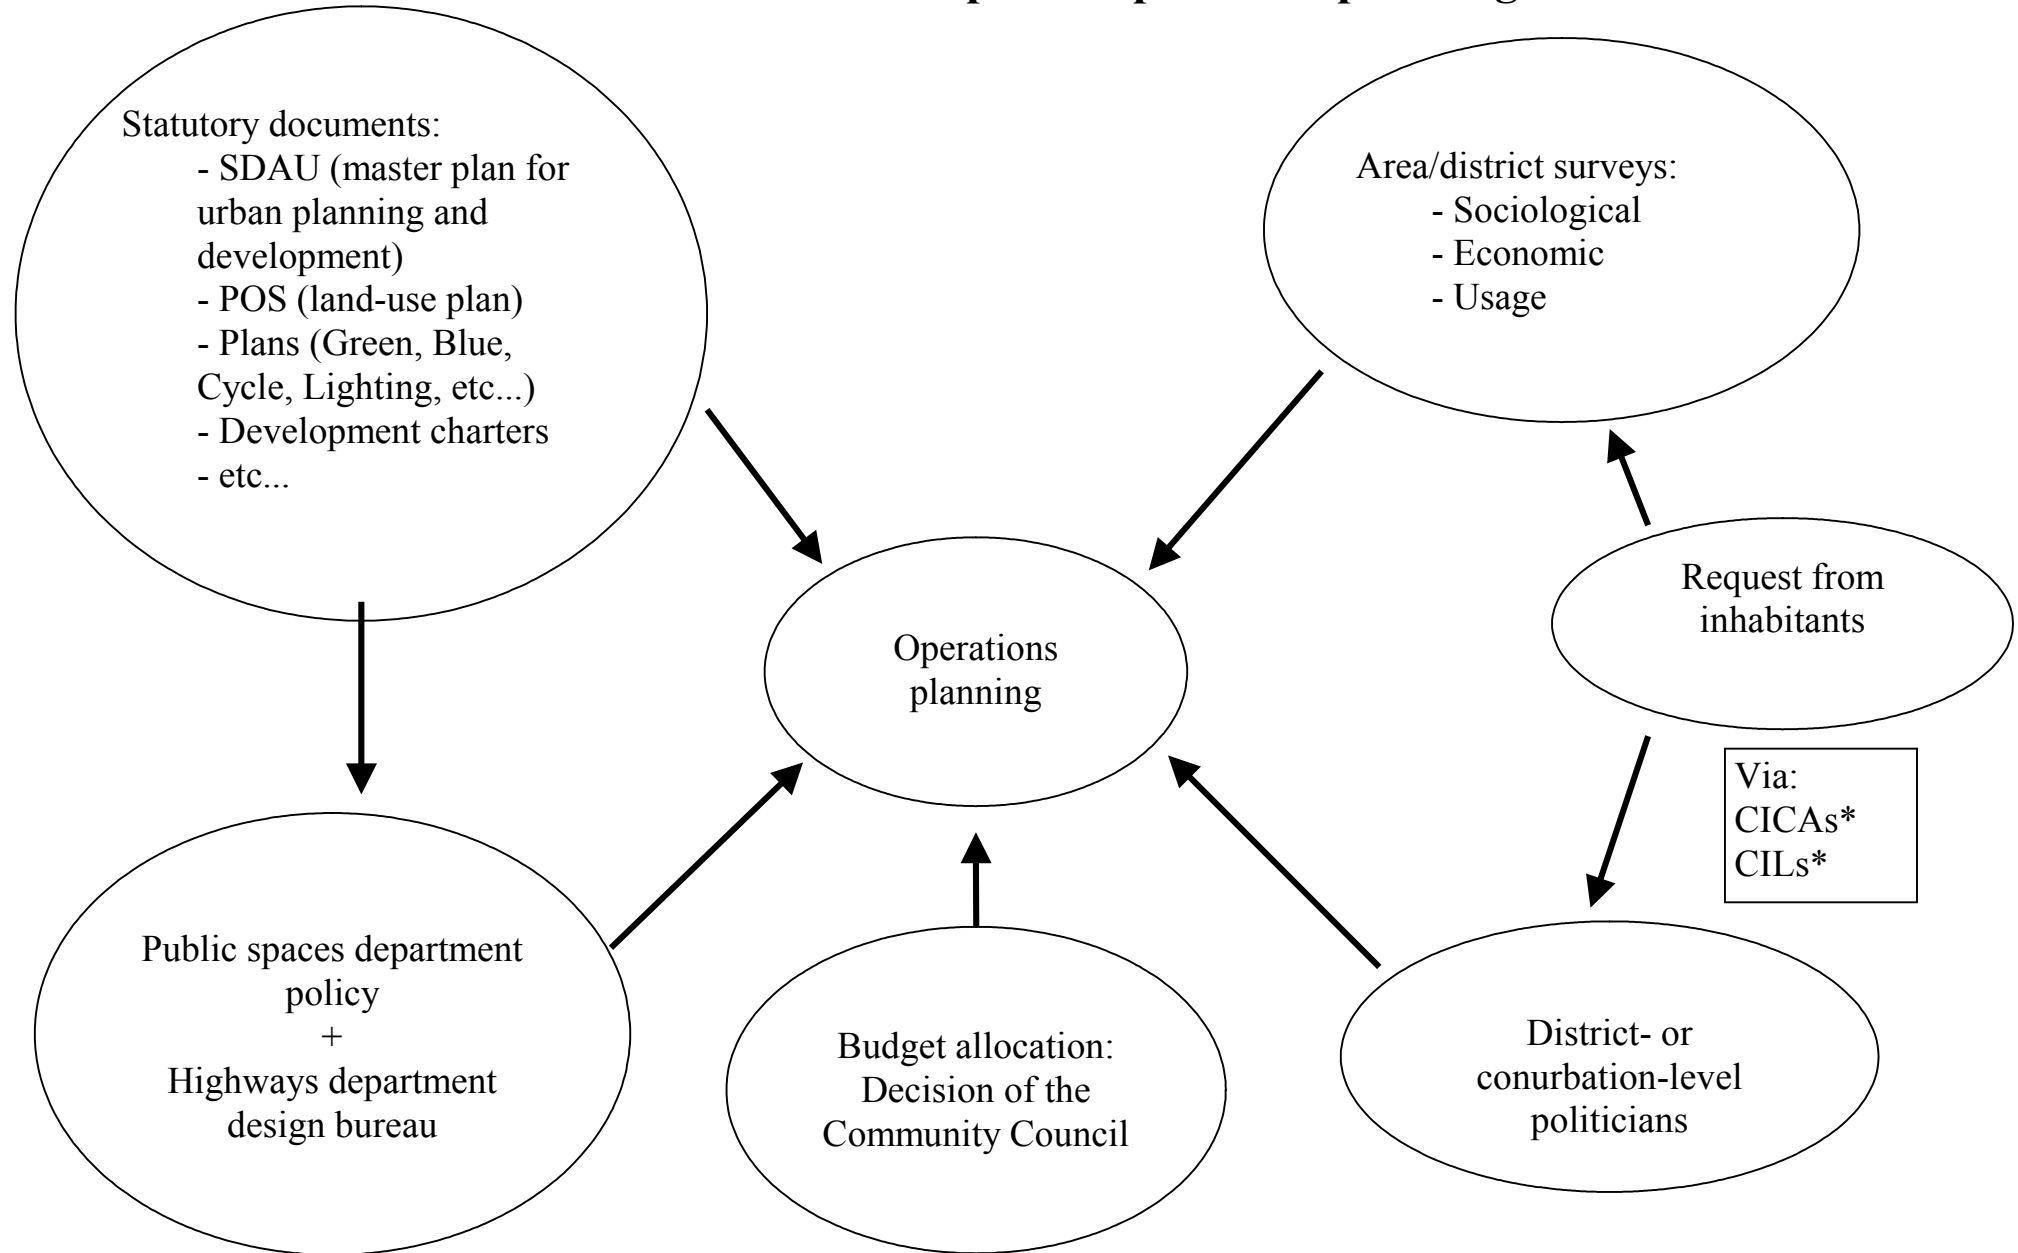 Statutory documents:
- SDAU (master plan for
urban planning and
development)
- POS (land-use plan)
- Plans (Green, Blue,
Cycle, Lighting, etc...)
- Development charters
- etc...
Area/district surveys:
- Sociological
- Economic
- Usage
Request from
inhabitants
Operations
planning
Via:
CICAs*
CILs*
Public spaces department
policy
+
Highways department
design bureau
Budget allocation:
Decision of the
Community Council
District- or
conurbation-level
politicians